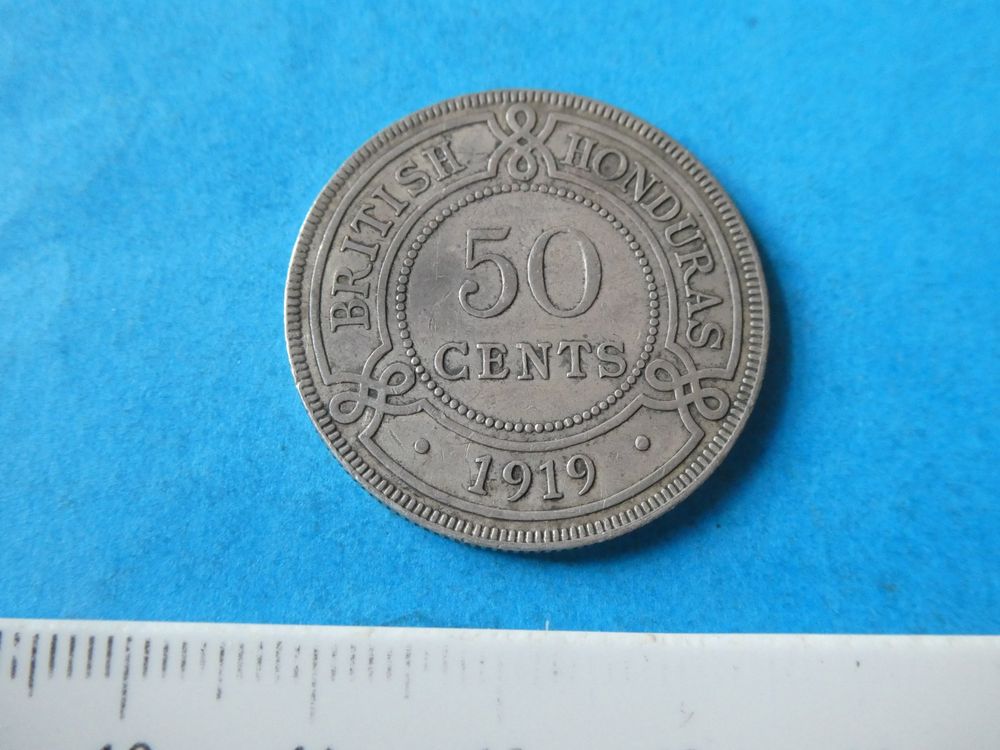 BRITISH HONDURAS
50
CENTS
• 1919 •